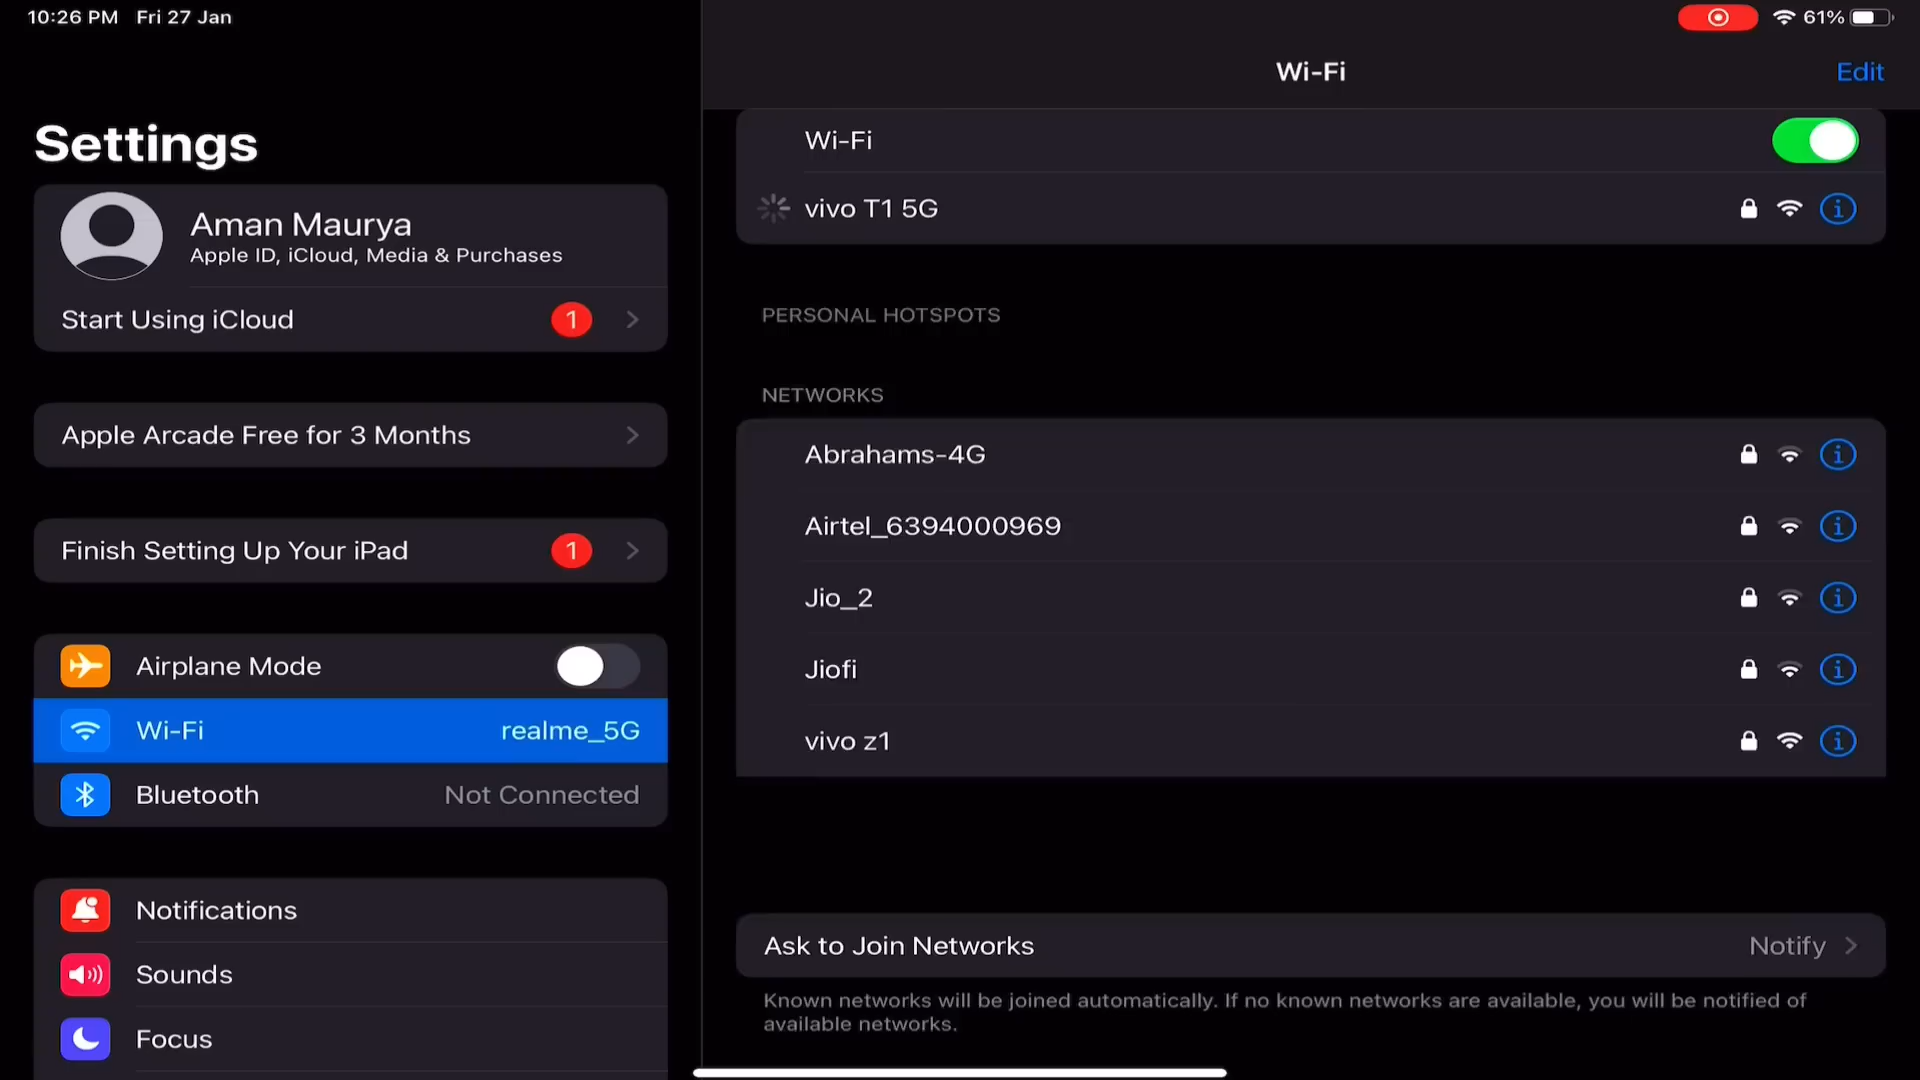 10:26 PM Fri 27 Jan
61%
Settings
Aman Maurya
Apple ID, iCloud, Media & Purchases
Start Using iCloud 1
Apple Arcade Free for 3 Months
Finish Setting Up Your iPad 1
Airplane Mode
Wi-Fi realme_5G
Bluetooth Not Connected
Notifications
Sounds
Focus
Wi-Fi
Edit
Wi-Fi
vivo T1 5G
PERSONAL HOTSPOTS
NETWORKS
Abrahams-4G
Airtel_6394000969
Jio_2
Jiofi
vivo z1
Ask to Join Networks Notify
Known networks will be joined automatically. If no known networks are available, you will be notified of
available networks.